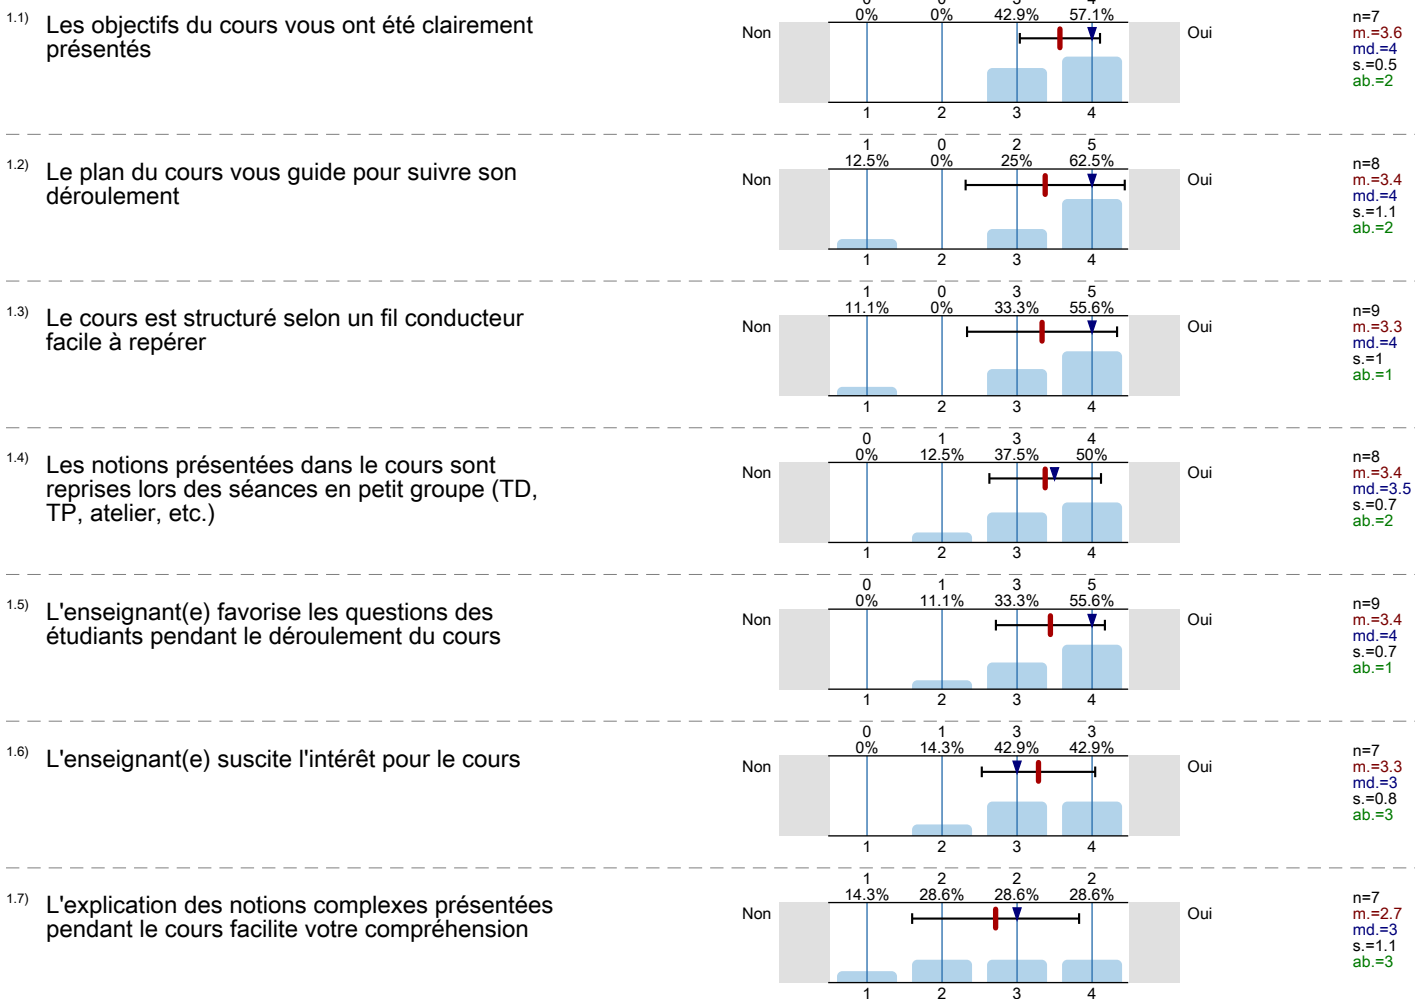 0 0 3 4
0% 0% 42.9% 57.1%
1.1) Les objectifs du cours vous ont été clairement
présentés
Non Oui
n=7
m.=3.6
md.=4
s.=0.5
ab.=2
1 2 3 4
1 0 2 5
12.5% 0% 25% 62.5%
1.2) Le plan du cours vous guide pour suivre son
déroulement
Non Oui
n=8
m.=3.4
md.=4
s.=1.1
ab.=2
1 2 3 4
1 0 3 5
11.1% 0% 33.3% 55.6%
1.3) Le cours est structuré selon un fil conducteur
facile à repérer
Non Oui
n=9
m.=3.3
md.=4
s.=1
ab.=1
1 2 3 4
0 1 3 4
0% 12.5% 37.5% 50%
1.4) Les notions présentées dans le cours sont
reprises lors des séances en petit groupe (TD,
TP, atelier, etc.)
Non Oui
n=8
m.=3.4
md.=3.5
s.=0.7
ab.=2
1 2 3 4
0 1 3 5
0% 11.1% 33.3% 55.6%
1.5) L'enseignant(e) favorise les questions des
étudiants pendant le déroulement du cours
Non Oui
n=9
m.=3.4
md.=4
s.=0.7
ab.=1
1 2 3 4
0 1 3 3
0% 14.3% 42.9% 42.9%
1.6) L'enseignant(e) suscite l'intérêt pour le cours
Non Oui
n=7
m.=3.3
md.=3
s.=0.8
ab.=3
1 2 3 4
1 2 2 2
14.3% 28.6% 28.6% 28.6%
1.7) L'explication des notions complexes présentées
pendant le cours facilite votre compréhension
Non Oui
n=7
m.=2.7
md.=3
s.=1.1
ab.=3
1 2 3 4